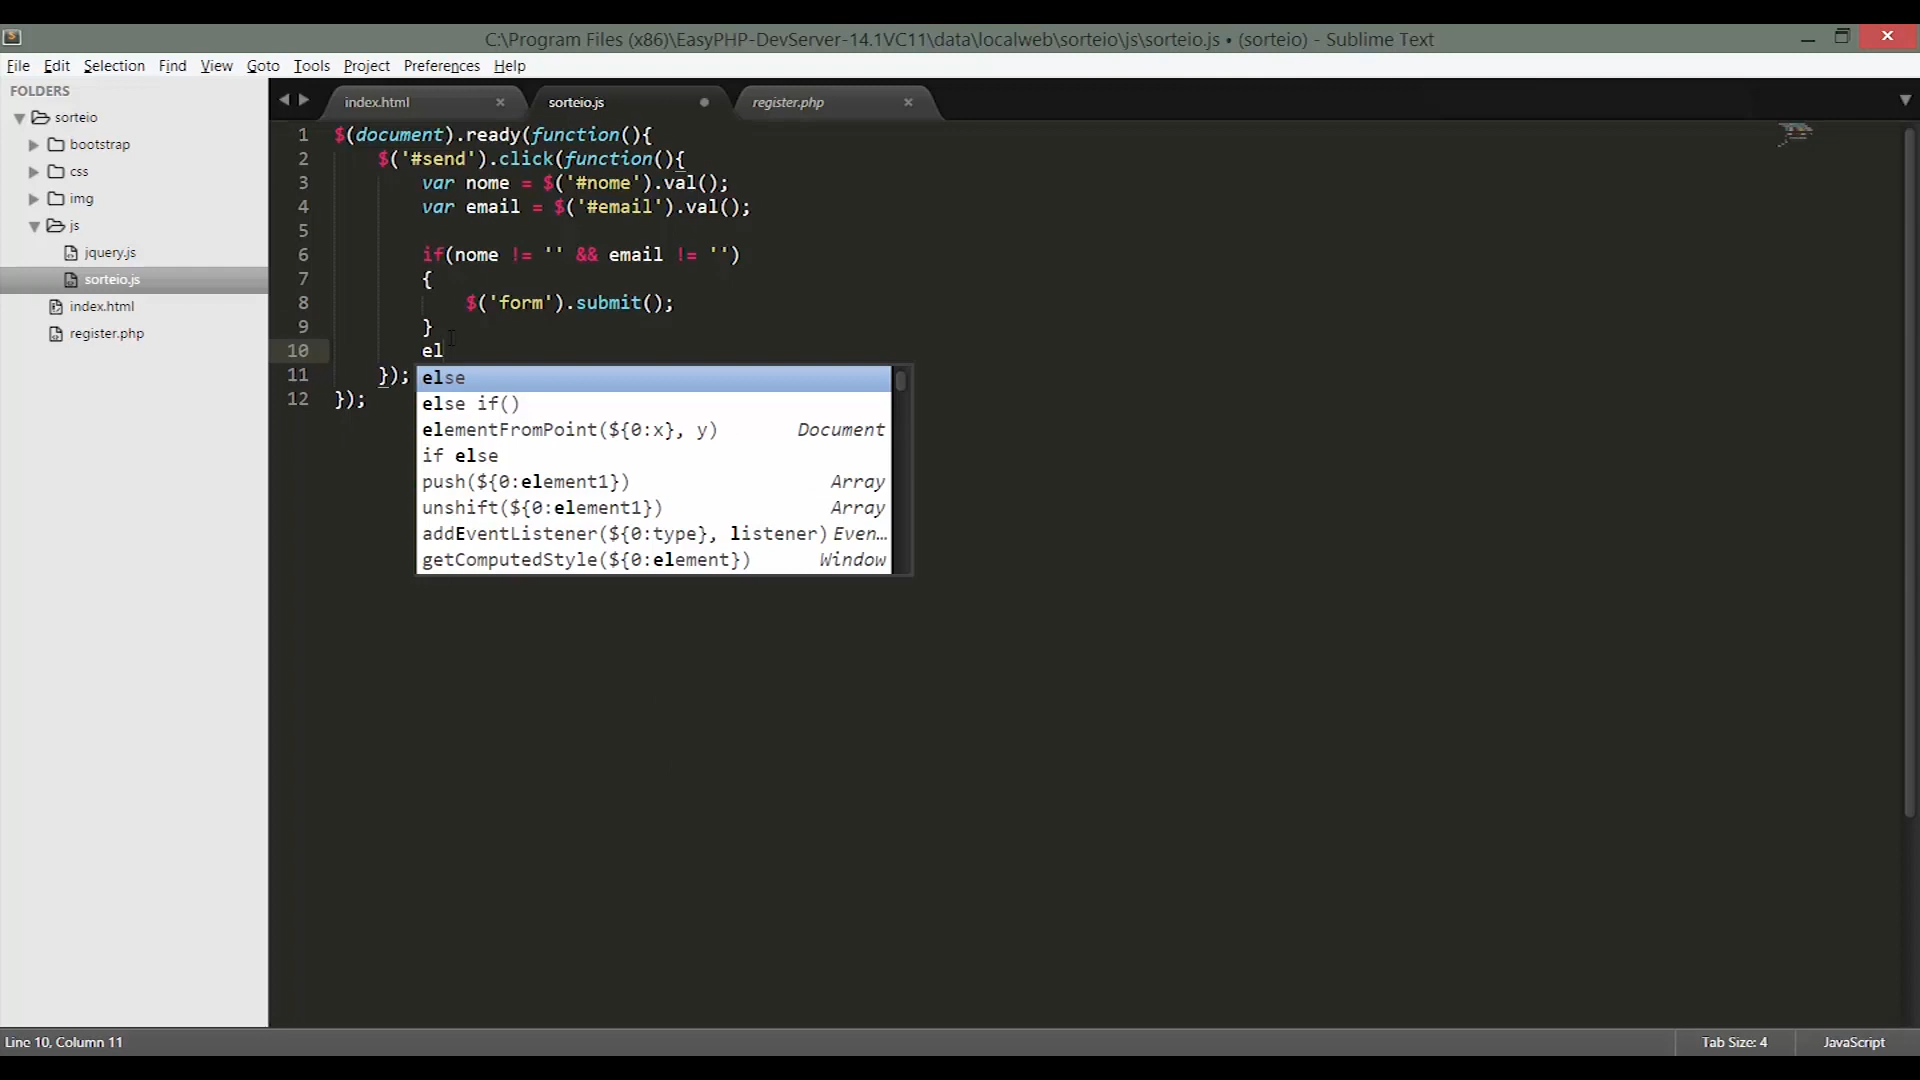 C:\Program Files (x86)\EasyPHP-DevServer-14.1VC11\data\localweb\sorteio\js\sorteio.js • (sorteio) - Sublime Text
File Edit Selection Find View Goto Tools Project Preferences Help
FOLDERS
sorteio
bootstrap
css
img
js
jquery.js
sorteio.js
index.html
register.php
index.html
sorteio.js
register.php
1 $(document).ready(function(){
2 $('#send').click(function(){
3 var nome = $('#nome').val();
4 var email = $('#email').val();
5
6 if(nome != '' && email != '')
7 {
8 $('form').submit();
9 }
10 el
11 });
12 });
else
else if()
elementFromPoint(${0:x}, y) Document
if else
push(${0:element1}) Array
unshift(${0:element1}) Array
addEventListener(${0:type}, listener) Even…
getComputedStyle(${0:element}) Window
Line 10, Column 11
Tab Size: 4
JavaScript